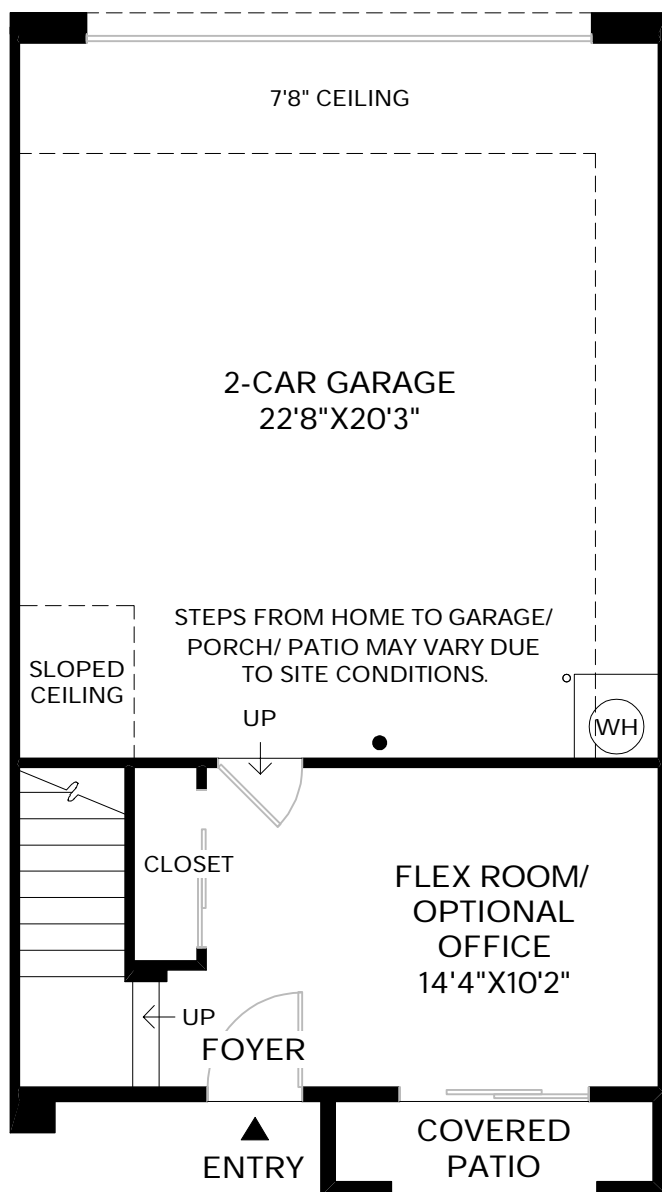 7'8" CEILING
2-CAR GARAGE
22'8"X20'3"
STEPS FROM HOME TO GARAGE/
PORCH/ PATIO MAY VARY DUE
TO SITE CONDITIONS.
SLOPED
CEILING
UP
WH
CLOSET
FLEX ROOM/
OPTIONAL
OFFICE
14'4"X10'2"
UP
FOYER
ENTRY
COVERED
PATIO